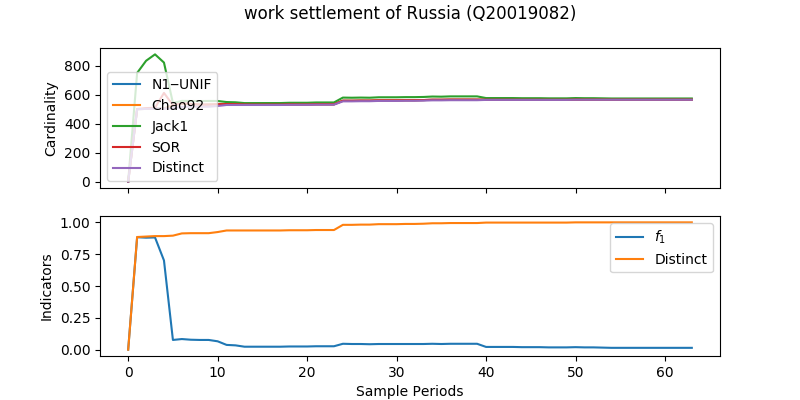 work settlement of Russia (Q20019082)
Cardinality
800
600
400
200
0
N1−UNIF
Chao92
Jack1
SOR
Distinct
Indicators
1.00
0.75
0.50
0.25
0.00
f1
Distinct
0 10 20 30 40 50 60
Sample Periods